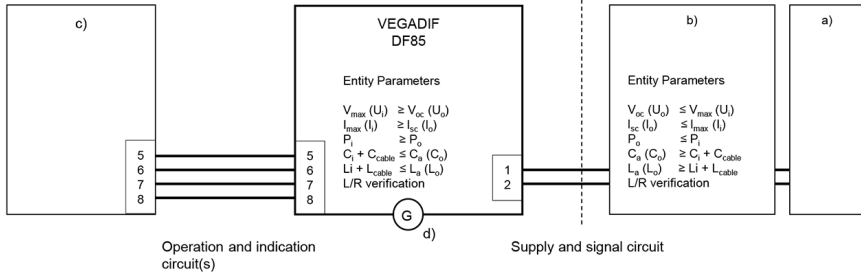 c)
5
6
7
8
VEGADIF
DF85
Entity Parameters
Vmax (Ui) ≥ Voc (Uo)
Imax (Ii) ≥ Isc (Io)
Pi ≥ Po
Ci + Ccable ≤ Ca (Co)
Li + Lcable ≤ La (Lo)
L/R verification
5
6
7
8
1
2
G
d)
b)
Entity Parameters
Voc (Uo) ≤ Vmax (Ui)
Isc (Io) ≤ Imax (Ii)
Po ≤ Pi
Ca (Co) ≥ Ci + Ccable
La (Lo) ≥ Li + Lcable
L/R verification
a)
Operation and indication
circuit(s)
Supply and signal circuit